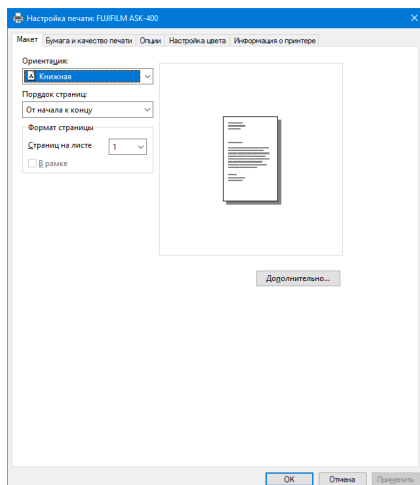 Настройка печати: FUJIFILM ASK-400
Макет Бумага и качество печати Опции Настройка цвета Информация о принтере
Ориентация:
Книжная
Порядок страниц:
От начала к концу
Формат страницы
Страниц на листе 1
В рамке
Дополнительно...
OK Отмена Применить